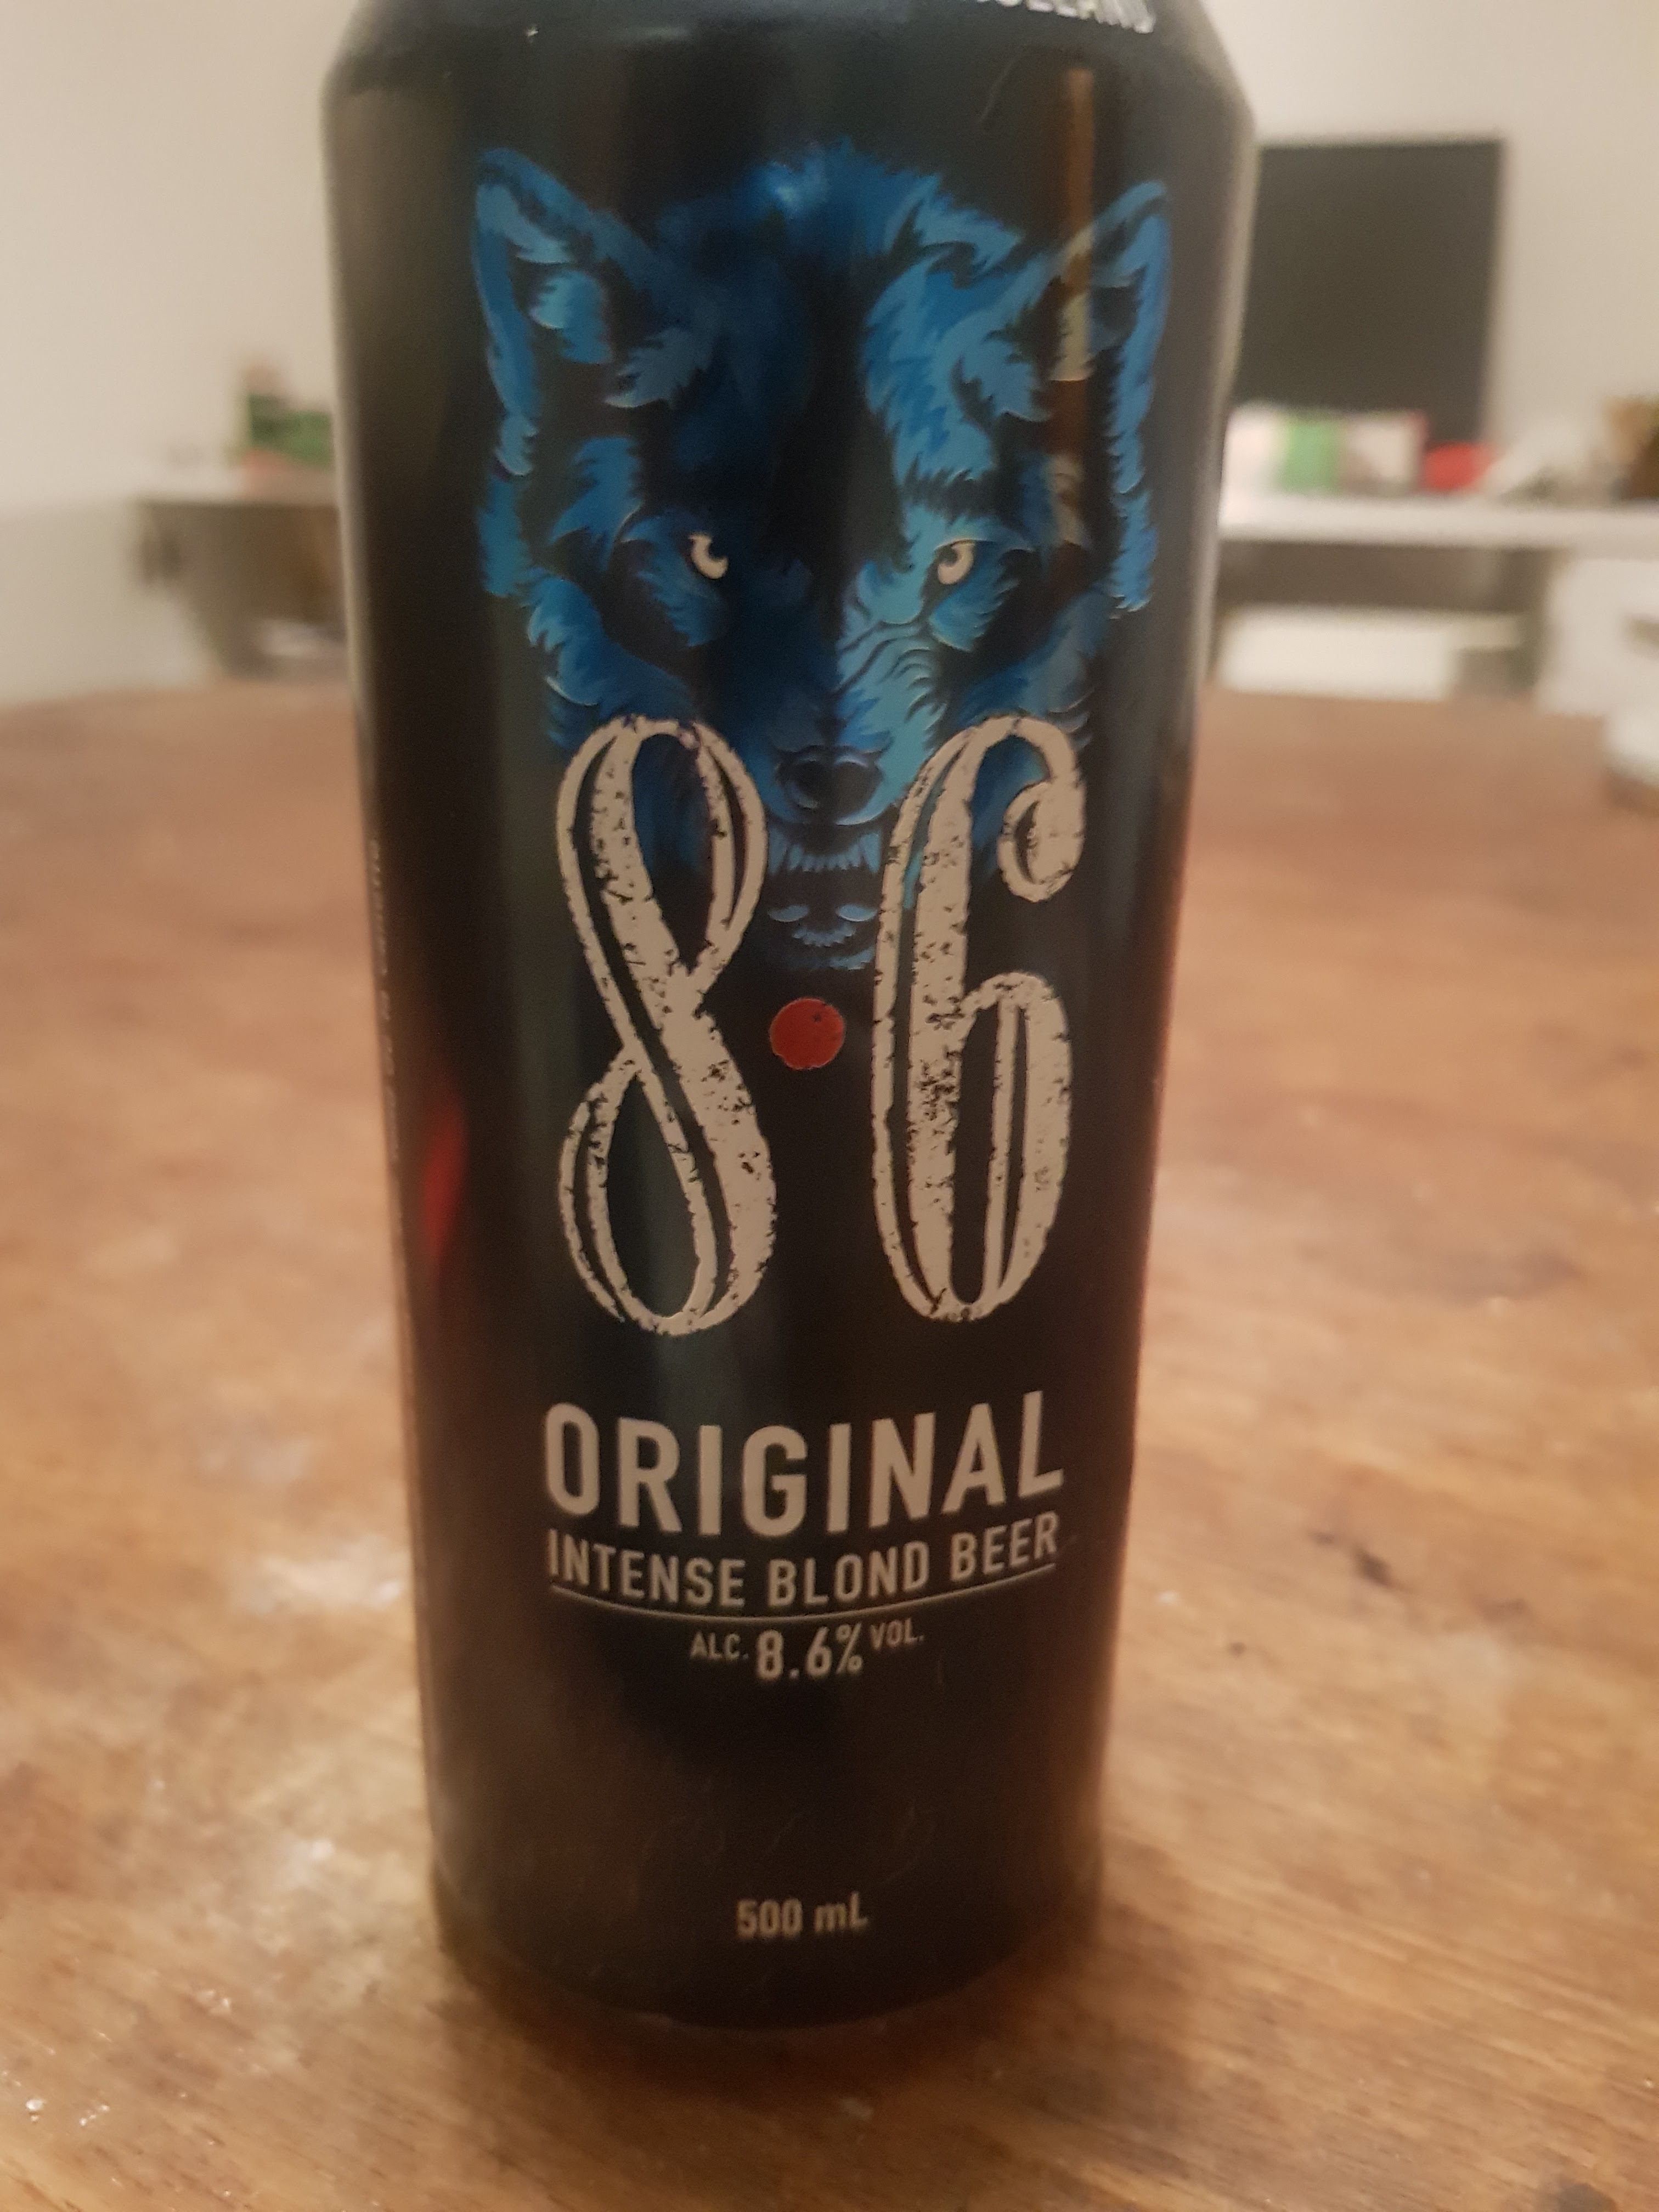 8.6
ORIGINAL
INTENSE BLOND BEER
ALC. 8.6% VOL.
500 mL